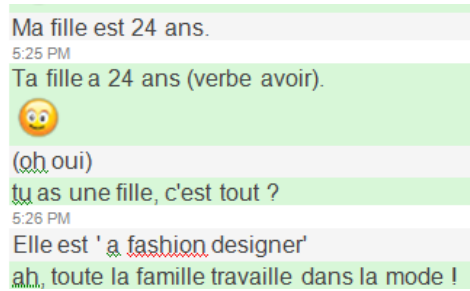 Ma fille est 24 ans.
5:25 PM
Ta fille a 24 ans (verbe avoir).
(oh oui)
tu as une fille, c'est tout ?
5:26 PM
Elle est ' a fashion designer'
ah, toute la famille travaille dans la mode !